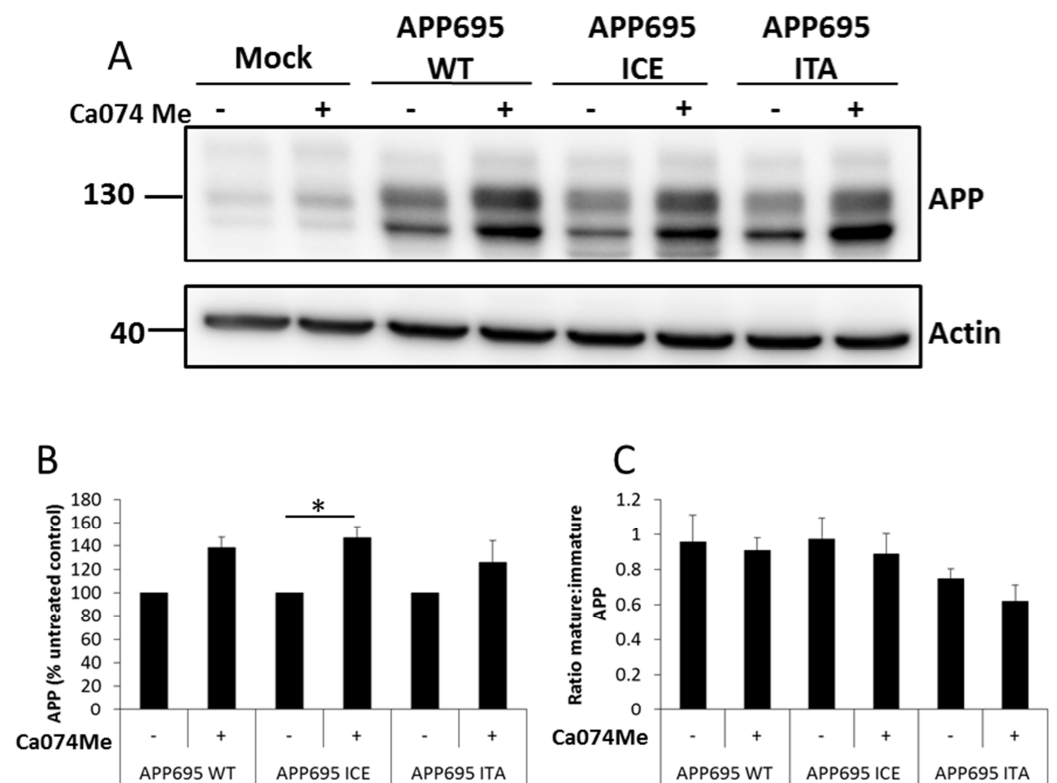 A
Mock
APP695 WT
APP695 ICE
APP695 ITA
Ca074 Me - + - + - + - +
130
APP
40
Actin
B
APP (% untreated control)
180
160
140
120
100
80
60
40
20
0
*
Ca074Me - + - + - +
APP695 WT APP695 ICE APP695 ITA
C
Ratio mature:immature
APP
1.2
1
0.8
0.6
0.4
0.2
0
Ca074Me - + - + - +
APP695 WT APP695 ICE APP695 ITA